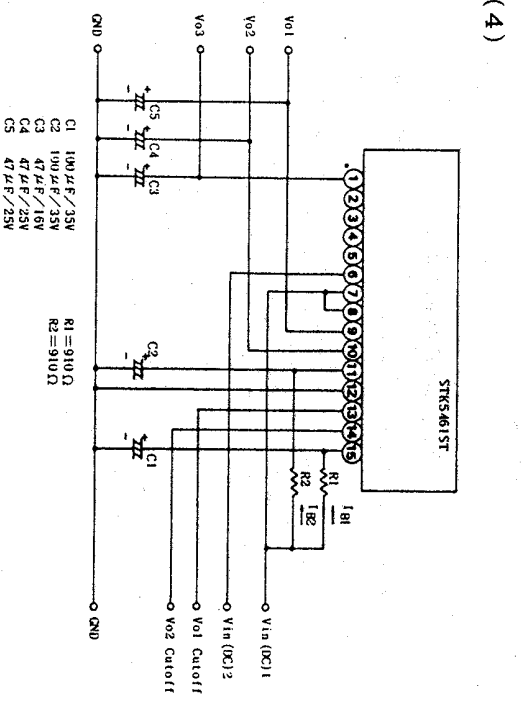 (4)
STK5461ST
1
2
3
4
5
6
7
8
9
10
11
12
13
14
15
Vo1
Vo2
Vo3
GND
+ C5 -
+ C4 -
+ C3 -
+ C2 -
+ C1 -
R1
R2
IB1
IB2
Vin(DC)1
Vin(DC)2
Vo1 Cutoff
Vo2 Cutoff
GND
C1 100μF/35V
C2 100μF/35V
C3 47μF/16V
C4 47μF/25V
C5 47μF/25V
R1=910Ω
R2=910Ω